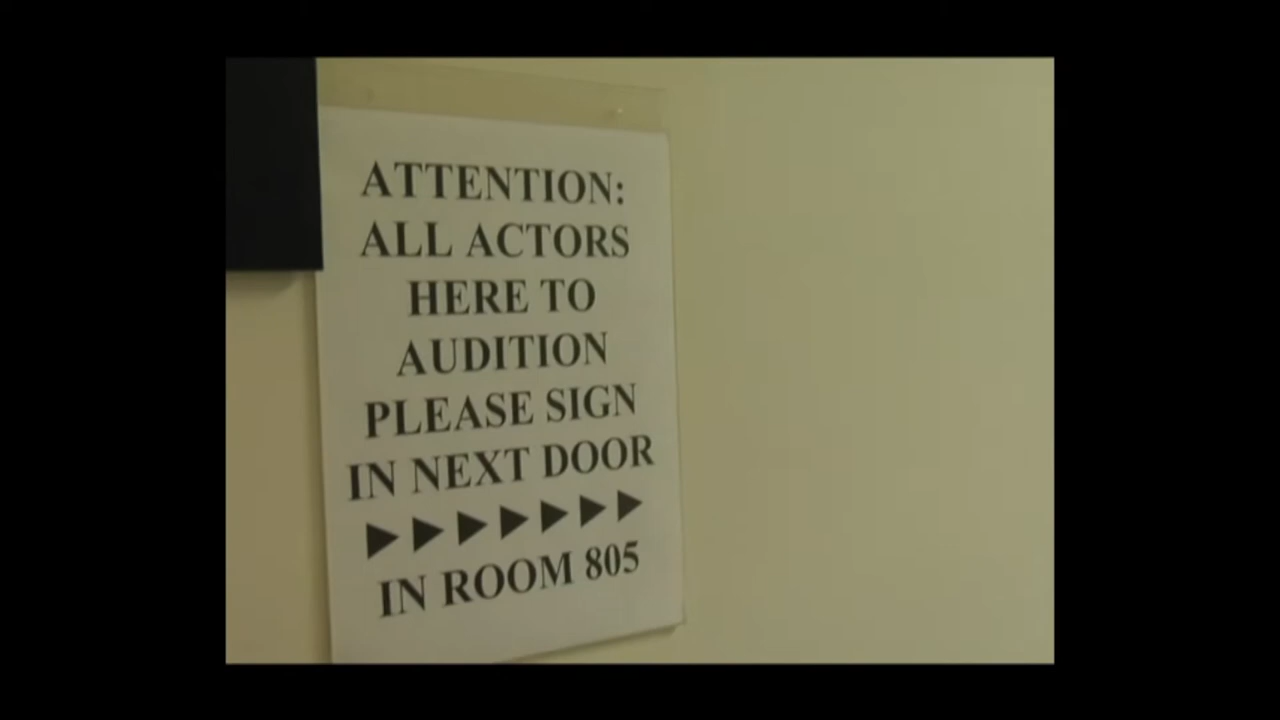 ATTENTION:
ALL ACTORS
HERE TO
AUDITION
PLEASE SIGN
IN NEXT DOOR
▶▶▶▶▶▶▶
IN ROOM 805